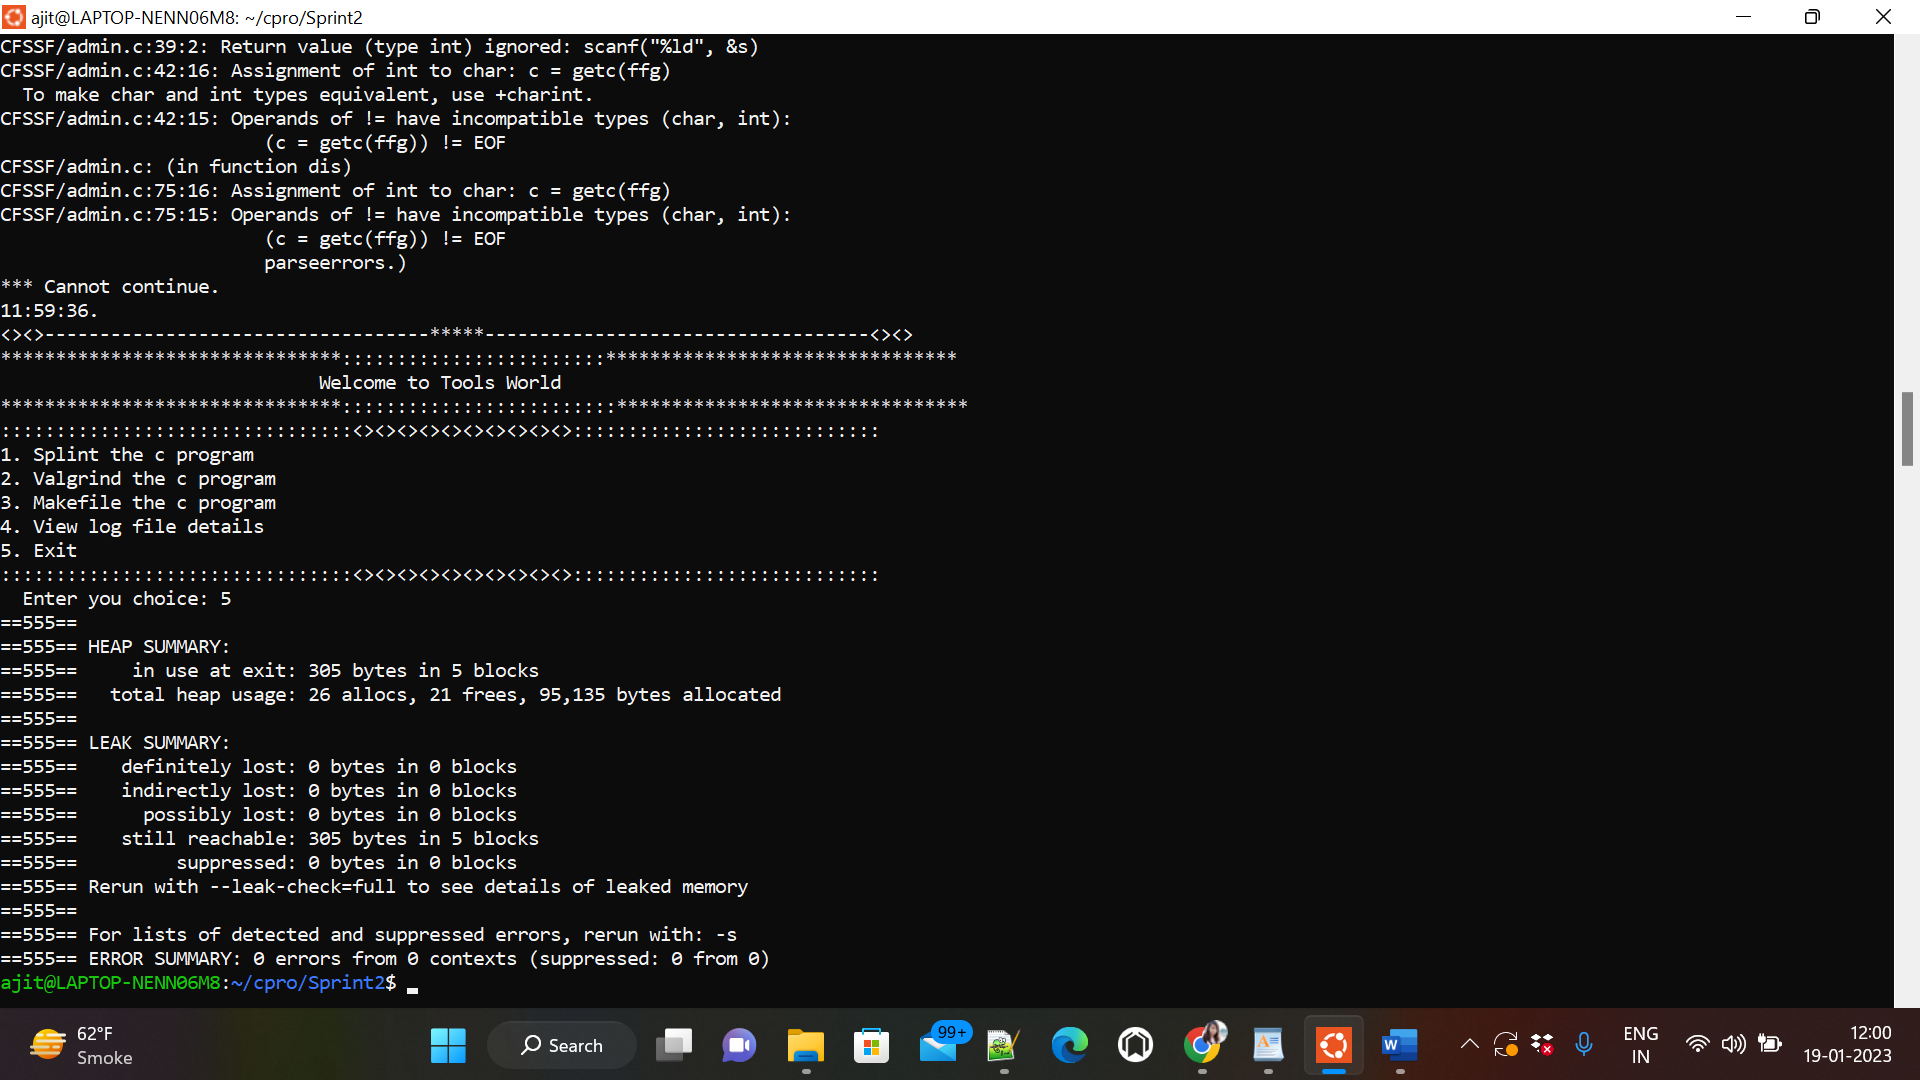 ajit@LAPTOP-NENN06M8: ~/cpro/Sprint2
CFSSF/admin.c:39:2: Return value (type int) ignored: scanf("%ld", &s)
CFSSF/admin.c:42:16: Assignment of int to char: c = getc(ffg)
  To make char and int types equivalent, use +charint.
CFSSF/admin.c:42:15: Operands of != have incompatible types (char, int):
                        (c = getc(ffg)) != EOF
CFSSF/admin.c: (in function dis)
CFSSF/admin.c:75:16: Assignment of int to char: c = getc(ffg)
CFSSF/admin.c:75:15: Operands of != have incompatible types (char, int):
                        (c = getc(ffg)) != EOF
                        parseerrors.)
*** Cannot continue.
11:59:36.
<><>-----------------------------------*****-----------------------------------<><>
*******************************::::::::::::::::::::::::********************************
                             Welcome to Tools World
*******************************:::::::::::::::::::::::::********************************
::::::::::::::::::::::::::::::::<><><><><><><><><><>::::::::::::::::::::::::::::
1. Splint the c program
2. Valgrind the c program
3. Makefile the c program
4. View log file details
5. Exit
::::::::::::::::::::::::::::::::<><><><><><><><><><>::::::::::::::::::::::::::::
  Enter you choice: 5
==555==
==555== HEAP SUMMARY:
==555==     in use at exit: 305 bytes in 5 blocks
==555==   total heap usage: 26 allocs, 21 frees, 95,135 bytes allocated
==555==
==555== LEAK SUMMARY:
==555==    definitely lost: 0 bytes in 0 blocks
==555==    indirectly lost: 0 bytes in 0 blocks
==555==      possibly lost: 0 bytes in 0 blocks
==555==    still reachable: 305 bytes in 5 blocks
==555==         suppressed: 0 bytes in 0 blocks
==555== Rerun with --leak-check=full to see details of leaked memory
==555==
==555== For lists of detected and suppressed errors, rerun with: -s
==555== ERROR SUMMARY: 0 errors from 0 contexts (suppressed: 0 from 0)
ajit@LAPTOP-NENN06M8:~/cpro/Sprint2$
62°F
Smoke
Search
99+
W
ENG
IN
12:00
19-01-2023